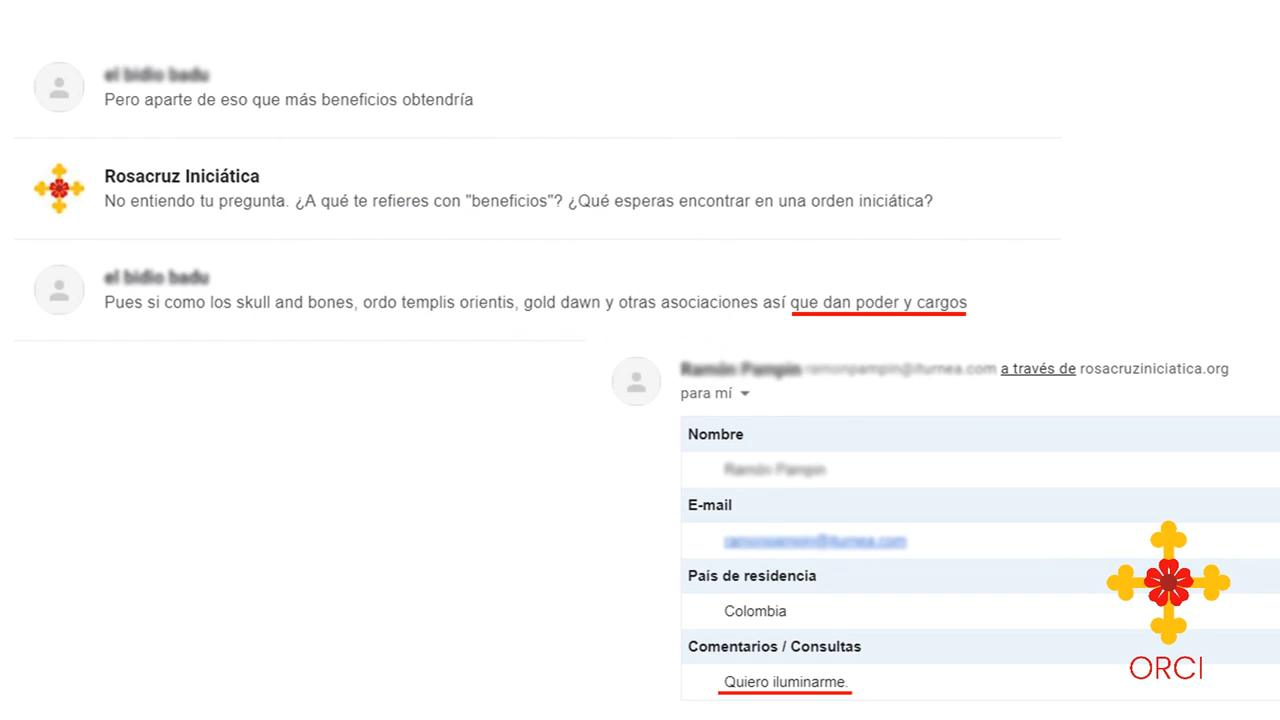 Pero aparte de eso que más beneficios obtendría
Rosacruz Iniciática
No entiendo tu pregunta. ¿A qué te refieres con "beneficios"? ¿Qué esperas encontrar en una orden iniciática?
Pues si como los skull and bones, ordo templis orientis, gold dawn y otras asociaciones así que dan poder y cargos
a través de rosacruziniciatica.org
para mí
Nombre
E-mail
País de residencia
Colombia
Comentarios / Consultas
Quiero iluminarme.
ORCI